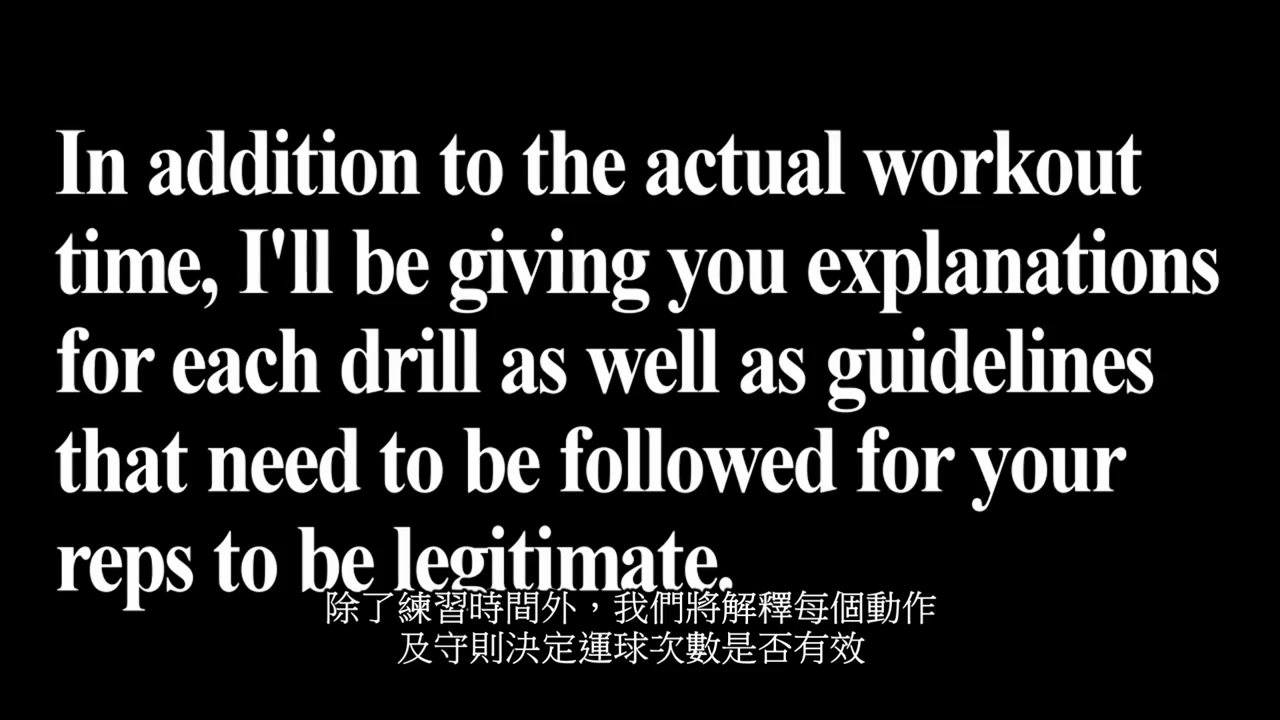 In addition to the actual workout
time, I'll be giving you explanations
for each drill as well as guidelines
that need to be followed for your
reps to be legitimate.
除了練習時間外，我們將解釋每個動作
及守則決定運球次數是否有效